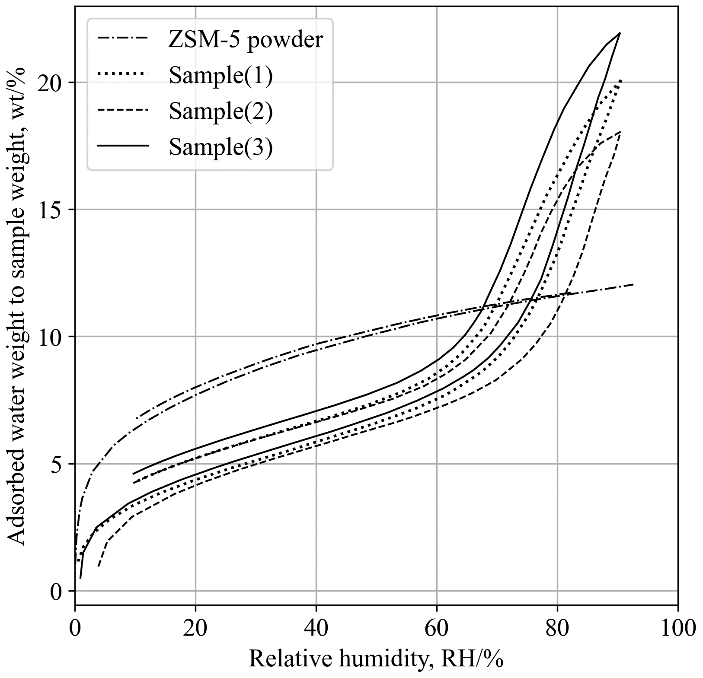 ZSM-5 powder
Sample(1)
Sample(2)
Sample(3)
Adsorbed water weight to sample weight, wt/%
20
15
10
5
0
0 20 40 60 80 100
Relative humidity, RH/%